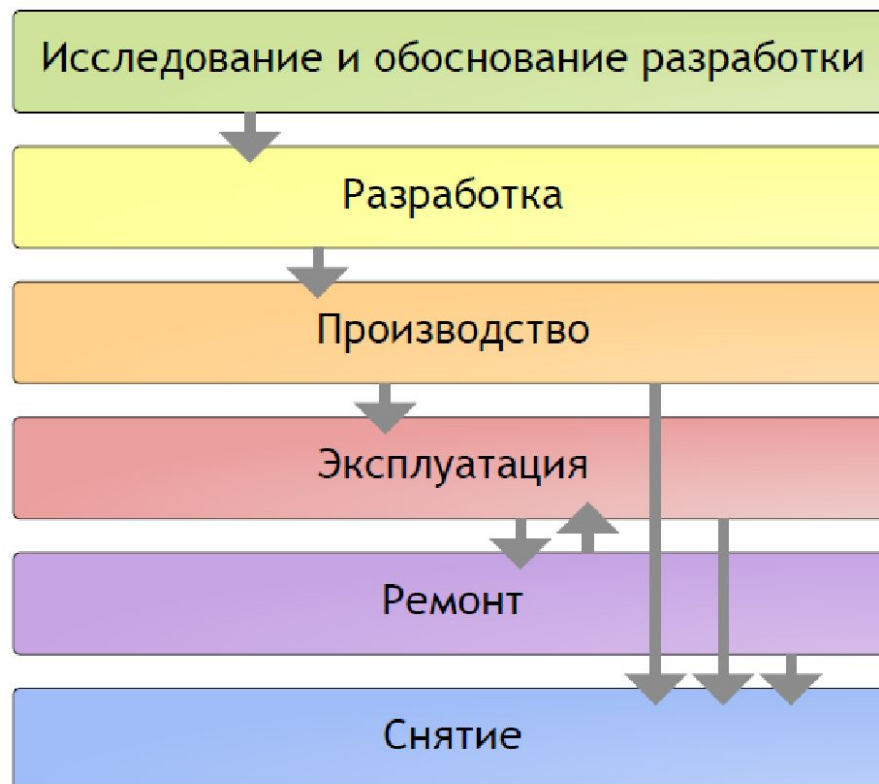 Исследование и обоснование разработки
Разработка
Производство
Эксплуатация
Ремонт
Снятие